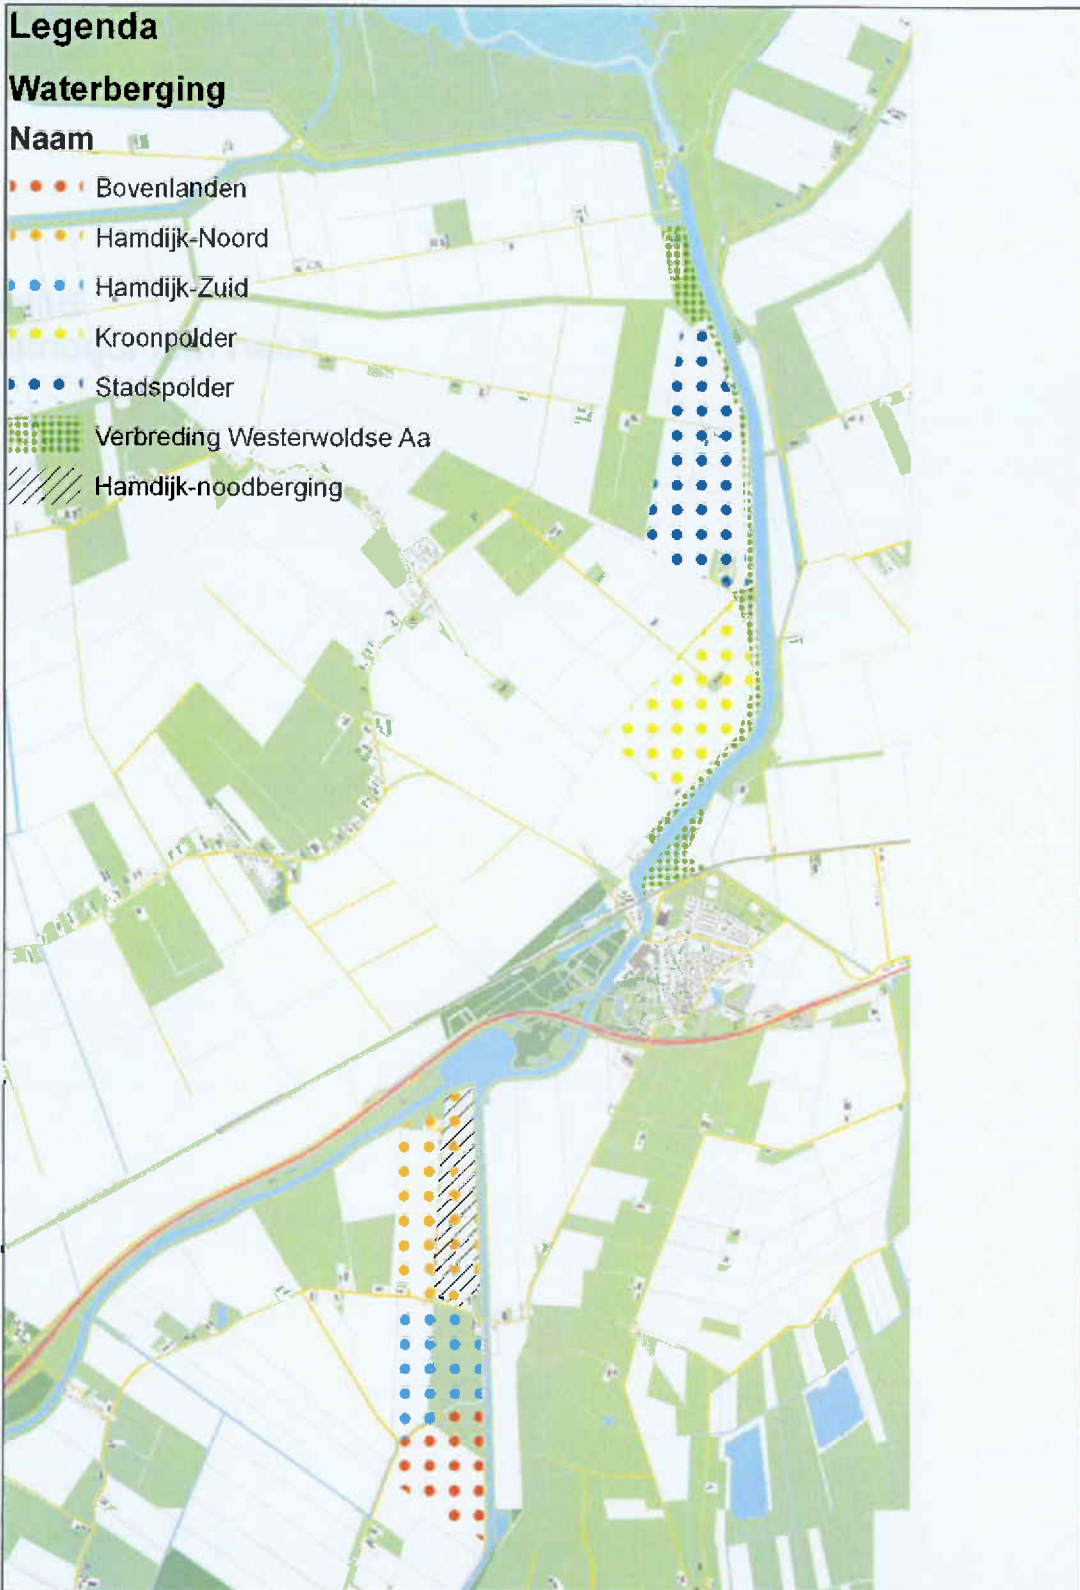 Legenda
Waterberging
Naam
Bovenlanden
Hamdijk-Noord
Hamdijk-Zuid
Kroonpolder
Stadspolder
Verbreding Westerwoldse Aa
Hamdijk-noodberging